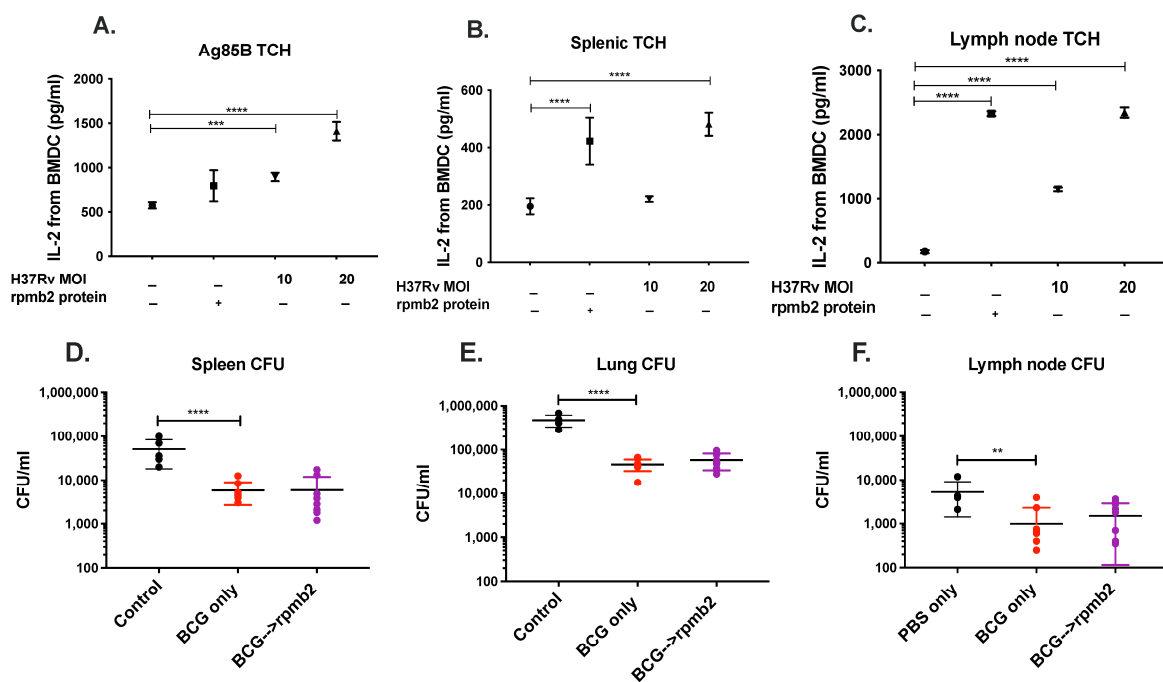 A.
Ag85B TCH
IL-2 from BMDC (pg/ml)
2000
1500
1000
500
0
****
***
H37Rv MOI – – 10 20
rpmb2 protein – + – –
B.
Splenic TCH
IL-2 from BMDC (pg/ml)
600
400
200
0
****
****
H37Rv MOI – – 10 20
rpmb2 protein – + – –
C.
Lymph node TCH
IL-2 from BMDC (pg/ml)
3000
2000
1000
0
****
****
****
H37Rv MOI – – 10 20
rpmb2 protein – + – –
D.
Spleen CFU
CFU/ml
1,000,000
100,000
10,000
1,000
100
****
Control
BCG only
BCG-->rpmb2
E.
Lung CFU
CFU/ml
1,000,000
100,000
10,000
1,000
100
****
Control
BCG only
BCG-->rpmb2
F.
Lymph node CFU
CFU/ml
1,000,000
100,000
10,000
1,000
100
**
PBS only
BCG only
BCG-->rpmb2